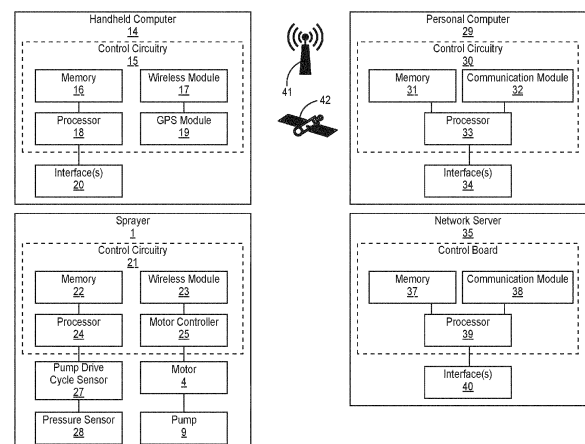 Handheld Computer
14
Control Circuitry
15
Memory
16
Wireless Module
17
Processor
18
GPS Module
19
Interface(s)
20
41
42
Personal Computer
29
Control Circuitry
30
Memory
31
Communication Module
32
Processor
33
Interface(s)
34
Sprayer
1
Control Circuitry
21
Memory
22
Wireless Module
23
Processor
24
Motor Controller
25
Pump Drive
Cycle Sensor
27
Motor
4
Pressure Sensor
28
Pump
9
Network Server
35
Control Board
Memory
37
Communication Module
38
Processor
39
Interface(s)
40